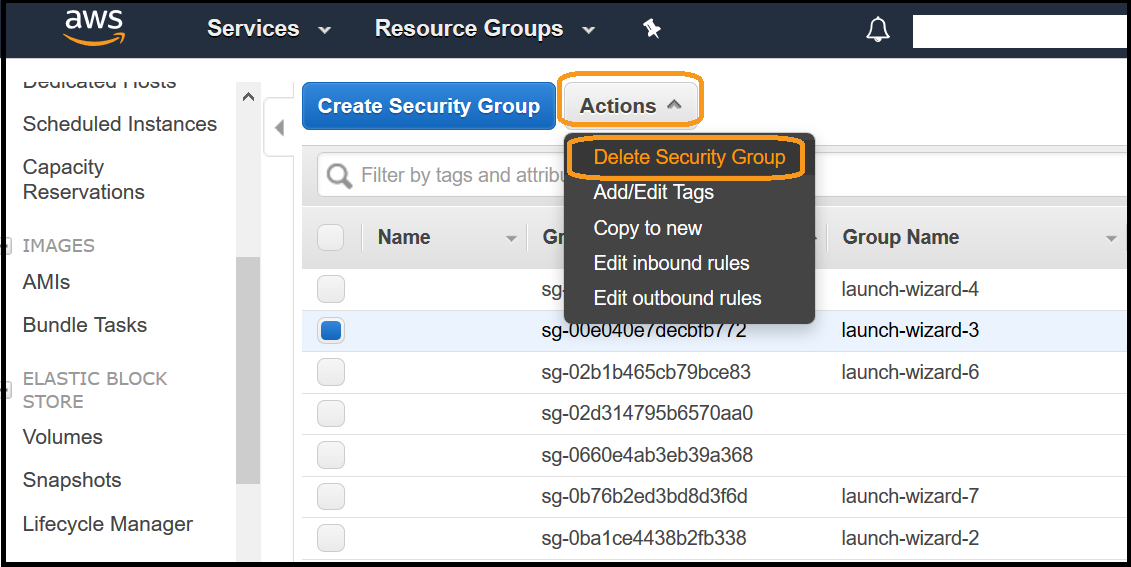 aws
Services
Resource Groups
Dedicated Hosts
Scheduled Instances
Capacity
Reservations
IMAGES
AMIs
Bundle Tasks
ELASTIC BLOCK
STORE
Volumes
Snapshots
Lifecycle Manager
Create Security Group
Actions
Delete Security Group
Add/Edit Tags
Copy to new
Edit inbound rules
Edit outbound rules
Filter by tags and attribu
Name Gr Group Name
sg- launch-wizard-4
sg-00e040e7decbfb772 launch-wizard-3
sg-02b1b465cb79bce83 launch-wizard-6
sg-02d314795b6570aa0
sg-0660e4ab3eb39a368
sg-0b76b2ed3bd8d3f6d launch-wizard-7
sg-0ba1ce4438b2fb338 launch-wizard-2